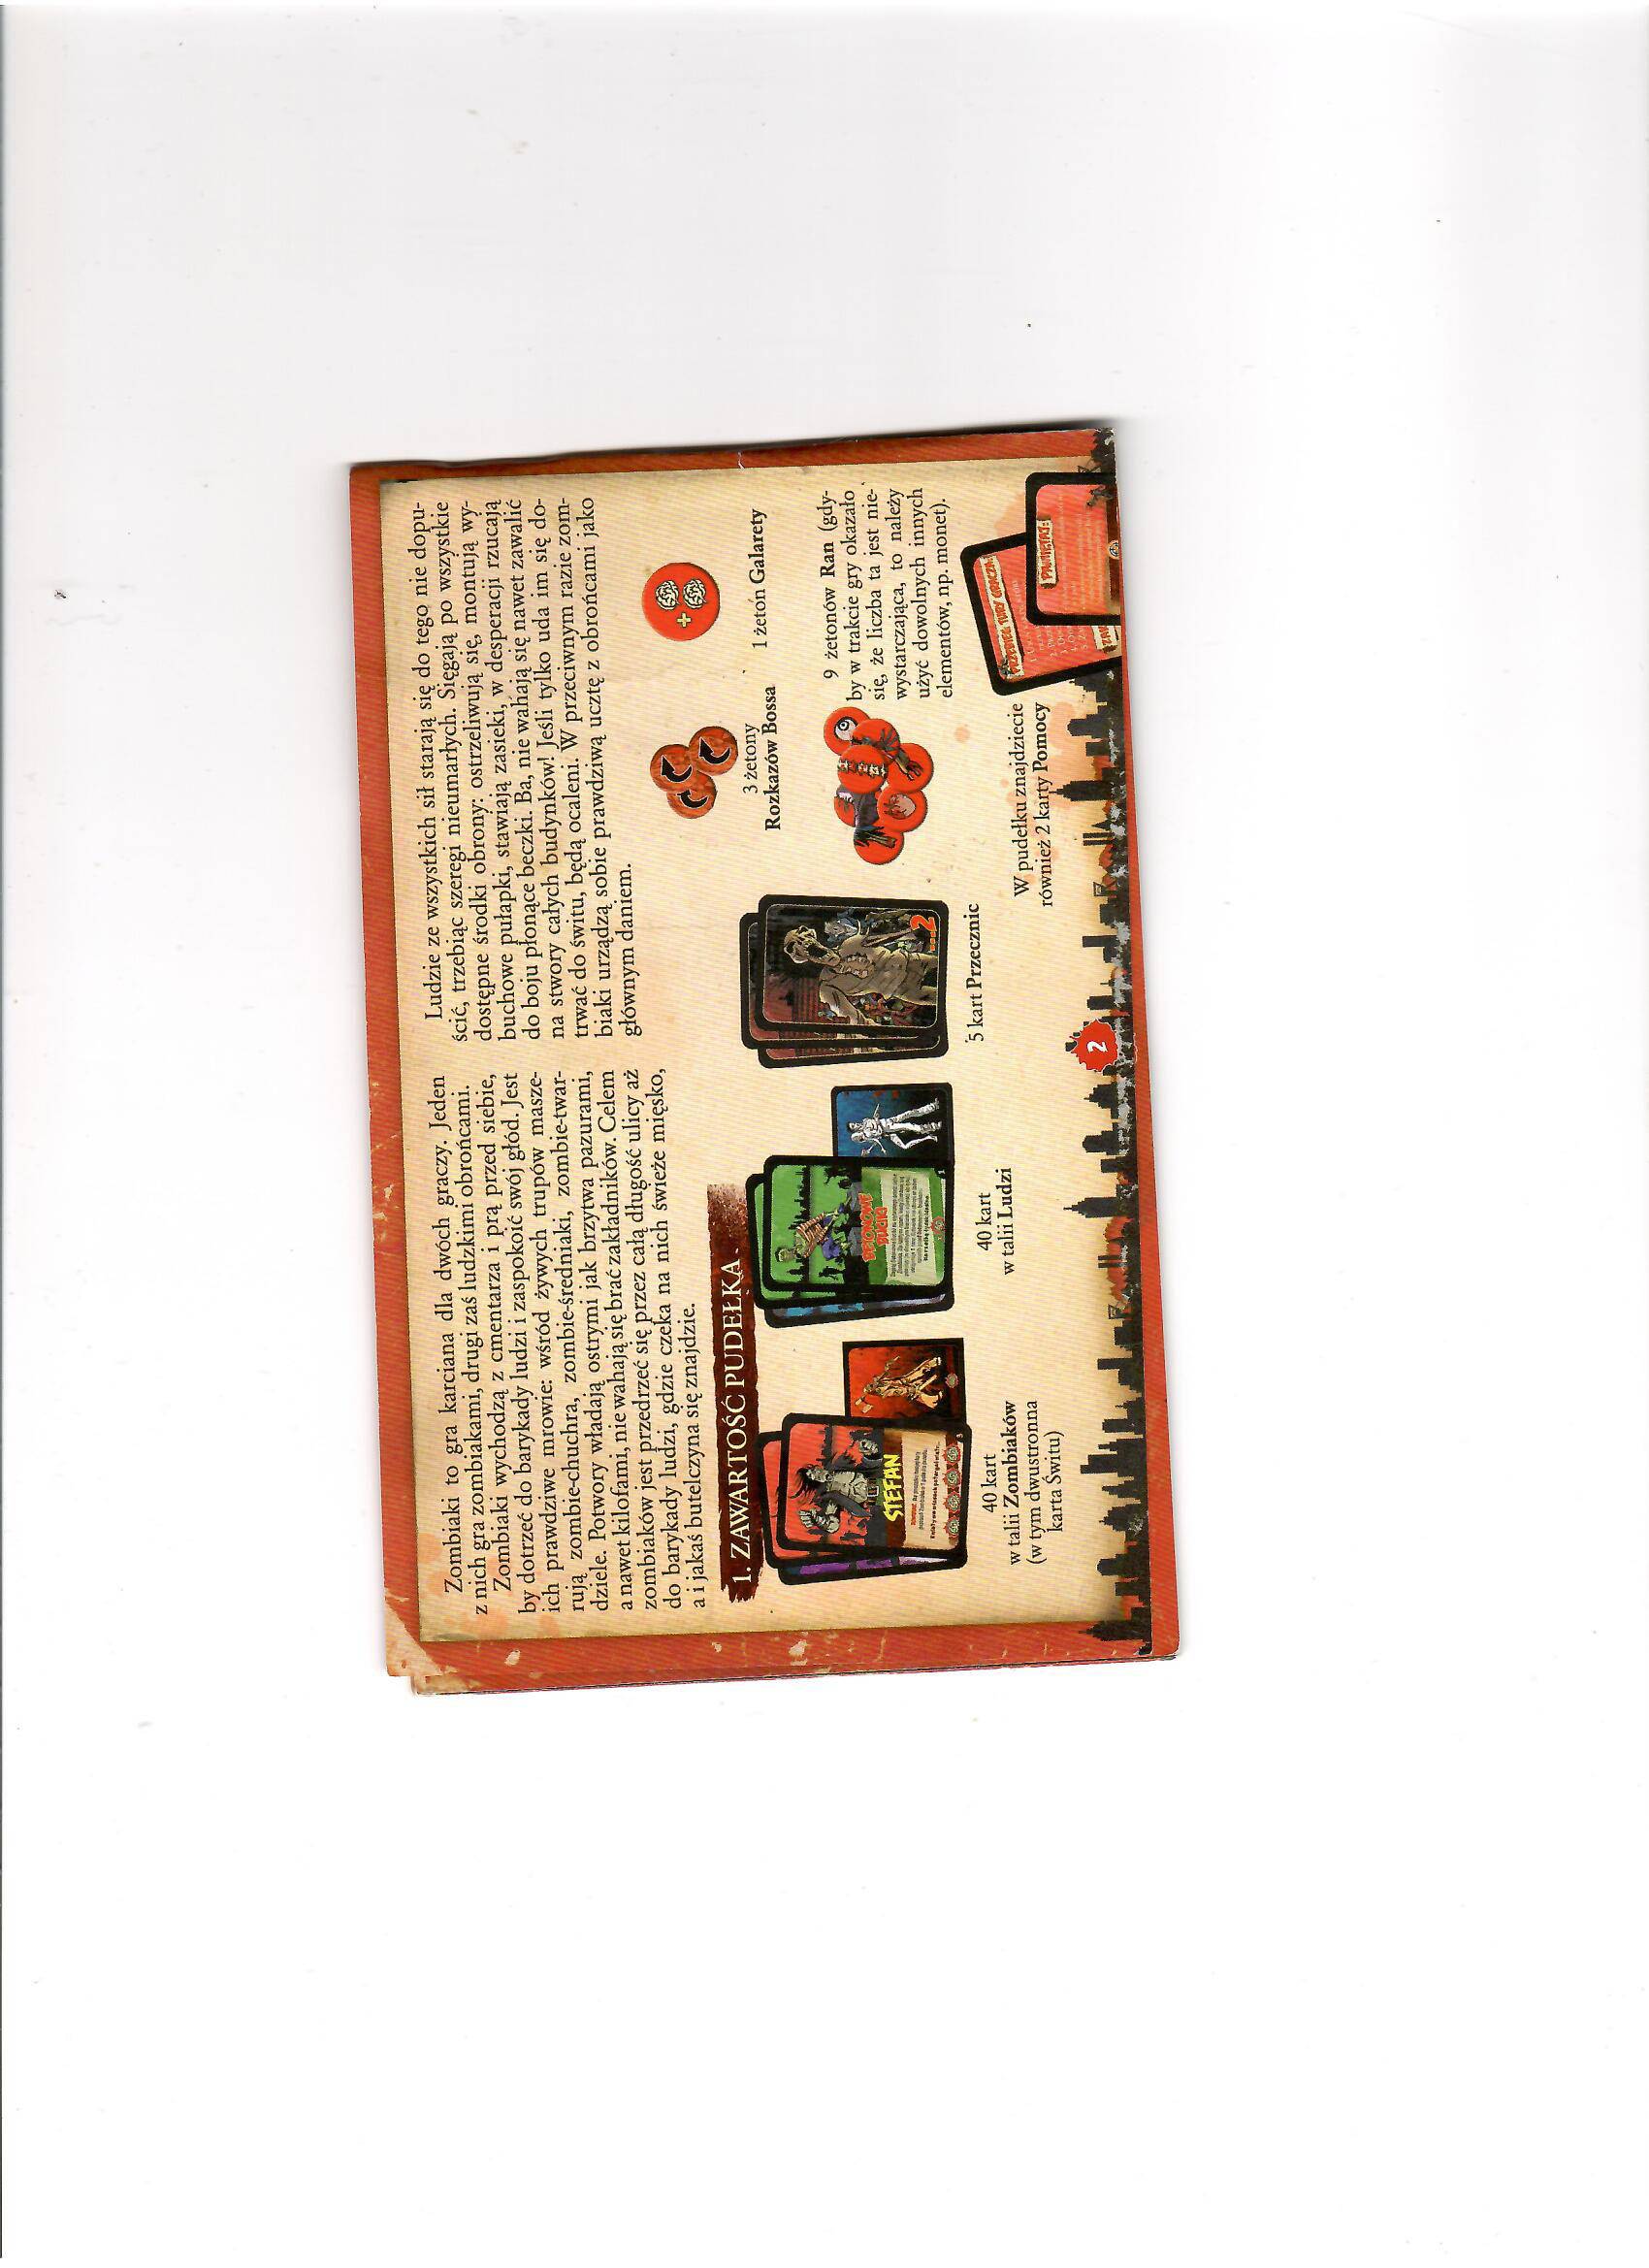 Zombiaki to gra karciana dla dwóch graczy. Jeden
z nich gra zombiakami, drugi zaś ludzkimi obrońcami.
Zombiaki wychodzą z cmentarza i prą przed siebie,
by dotrzeć do barykady ludzi i zaspokoić swój głód. Jest
ich prawdziwe mrowie: wśród żywych trupów masze-
rują zombie-chuchra, zombie-średniaki, zombie-twar-
dziele. Potwory władają ostrymi jak brzytwa pazurami,
a nawet kilofami, nie wahają się brać zakładników. Celem
zombiaków jest przedrzeć się przez całą długość ulicy aż
do barykady ludzi, gdzie czeka na nich świeże mięsko,
a i jakaś butelczyna się znajdzie.
Ludzie ze wszystkich sił starają się do tego nie dopu-
ścić, trzebiąc szeregi nieumarłych. Sięgają po wszystkie
dostępne środki obrony: ostrzeliwują się, montują wy-
buchowe pułapki, stawiają zasieki, w desperacji rzucają
do boju płonące beczki. Ba, nie wahają się nawet zawalić
na stwory całych budynków! Jeśli tylko uda im się do-
trwać do świtu, będą ocaleni. W przeciwnym razie zom-
biaki urządzą sobie prawdziwą ucztę z obrońcami jako
głównym daniem.
1. ZAWARTOŚĆ PUDEŁKA
STEFAN
40 kart
w talii Zombiaków
(w tym dwustronna
karta Świtu)
BETONOWE
BUCIKI
40 kart
w talii Ludzi
2
5 kart Przecznic
3 żetony
Rozkazów Bossa
1 żetoń Galarety
9 żetonów Ran (gdy-
by w trakcie gry okazało
się, że liczba ta jest nie-
wystarczająca, to należy
użyć dowolnych innych
elementów, np. monet).
W pudełku znajdziecie
również 2 karty Pomocy
PRZEBIEG TURY GRACZA:
PAMIĘTAJ:
2